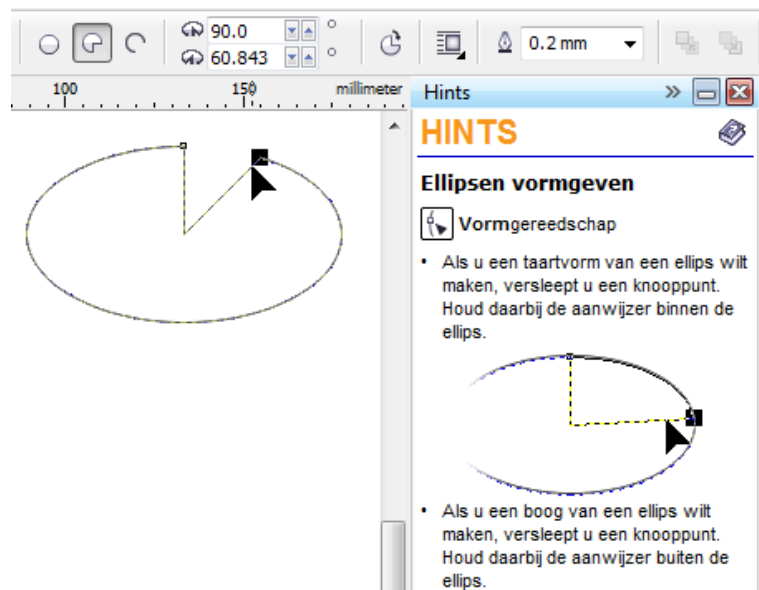 90.0 °
60.843 °
0.2 mm
100 150 millimeter
Hints
HINTS
Ellipsen vormgeven
Vormgereedschap
• Als u een taartvorm van een ellips wilt
maken, versleept u een knooppunt.
Houd daarbij de aanwijzer binnen de
ellips.
• Als u een boog van een ellips wilt
maken, versleept u een knooppunt.
Houd daarbij de aanwijzer buiten de
ellips.